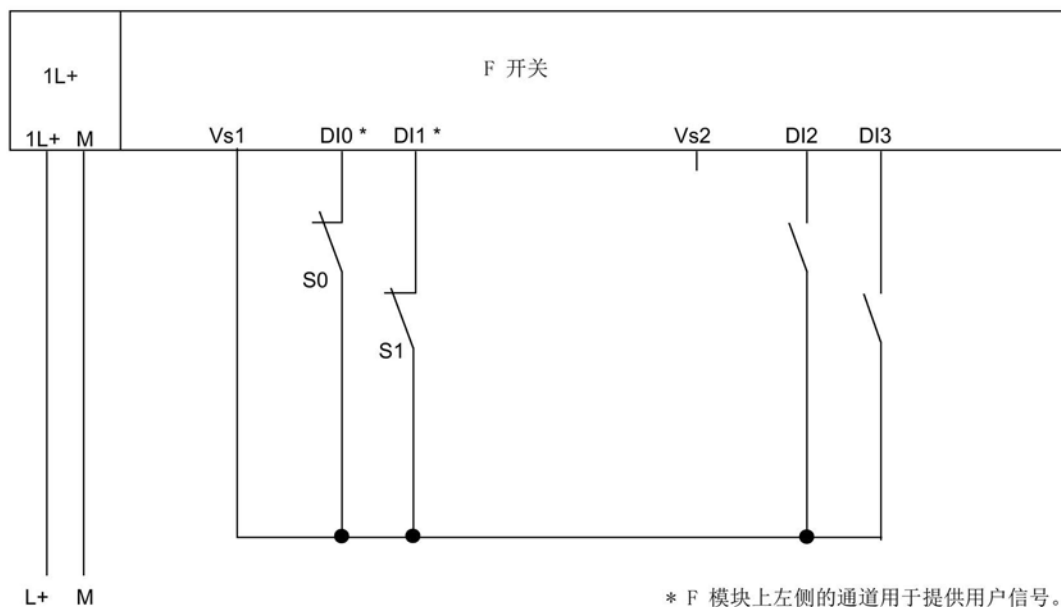 F 开关
1L+
1L+ M Vs1 DI0 * DI1 * Vs2 DI2 DI3
S0
S1
L+ M
* F 模块上左侧的通道用于提供用户信号。